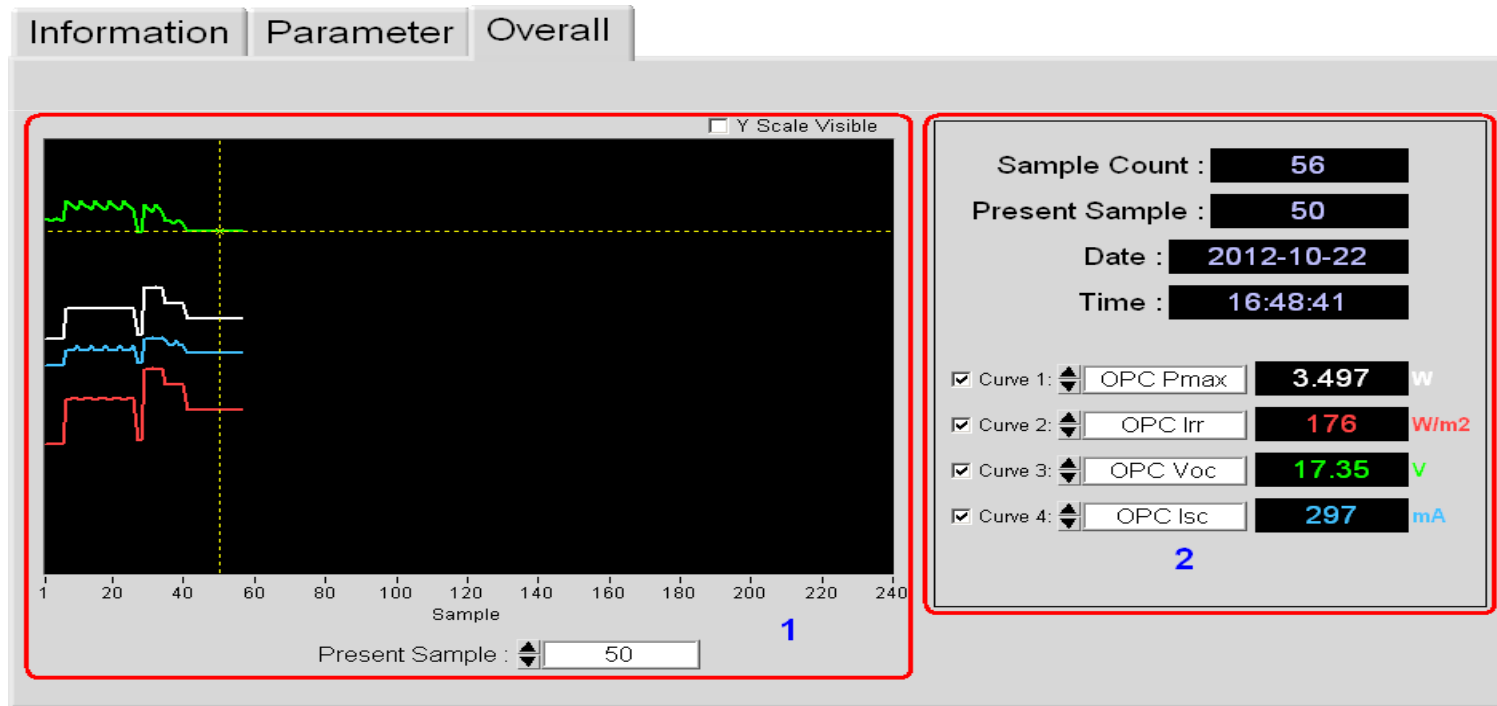 Information Parameter Overall
Y Scale Visible
1 20 40 60 80 100 120 140 160 180 200 220 240
Sample
Present Sample : 50
1
Sample Count : 56
Present Sample : 50
Date : 2012-10-22
Time : 16:48:41
Curve 1: OPC Pmax 3.497 W
Curve 2: OPC Irr 176 W/m2
Curve 3: OPC Voc 17.35 V
Curve 4: OPC Isc 297 mA
2